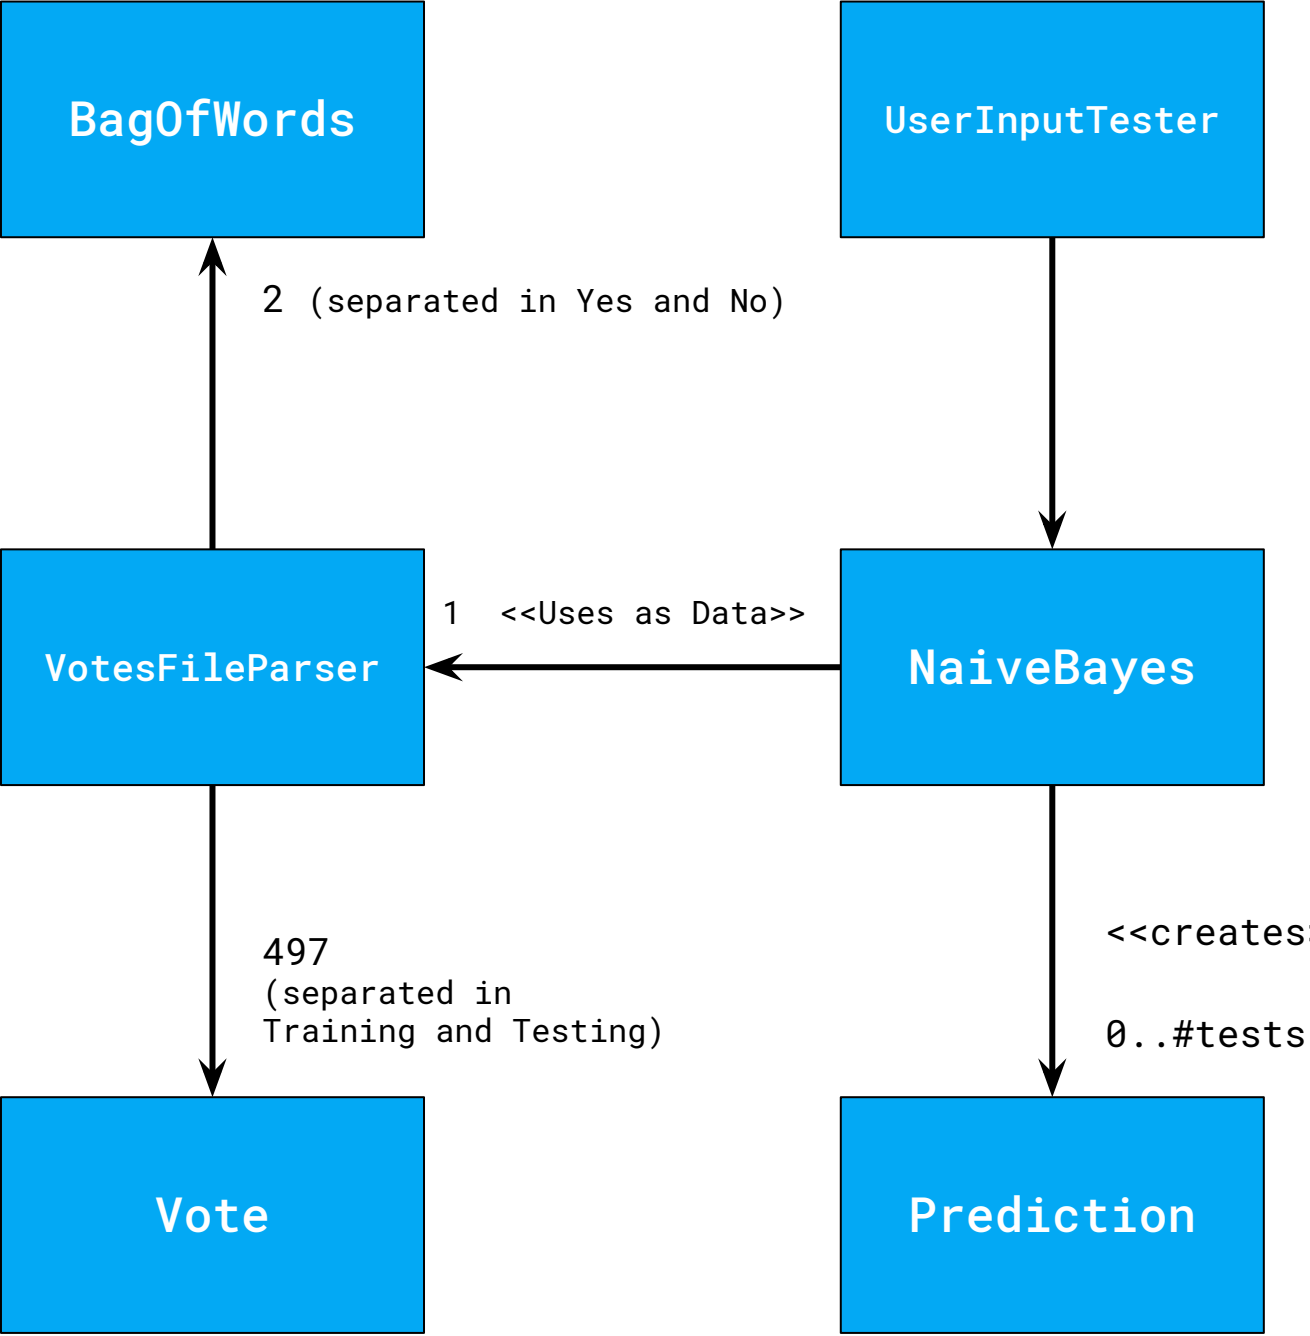 BagOfWords
UserInputTester
2 (separated in Yes and No)
VotesFileParser
1 <<Uses as Data>>
NaiveBayes
497
(separated in
Training and Testing)
<<creates>
0..#tests
Vote
Prediction